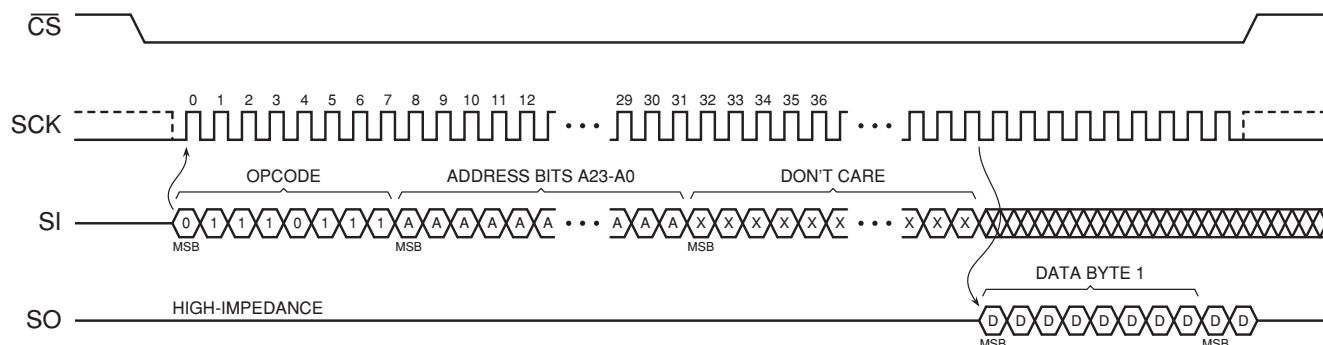 CS
0 1 2 3 4 5 6 7 8 9 10 11 12 29 30 31 32 33 34 35 36
SCK
OPCODE ADDRESS BITS A23-A0 DON'T CARE
SI 0 1 1 1 0 1 1 1 A A A A A A • • • A A A X X X X X X • • • X X X
MSB MSB MSB
DATA BYTE 1
HIGH-IMPEDANCE
SO D D D D D D D D D D
MSB MSB